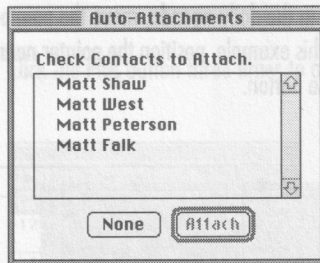 Auto-Attachments
Check Contacts to Attach.
Matt Shaw
Matt West
Matt Peterson
Matt Falk
None
Attach